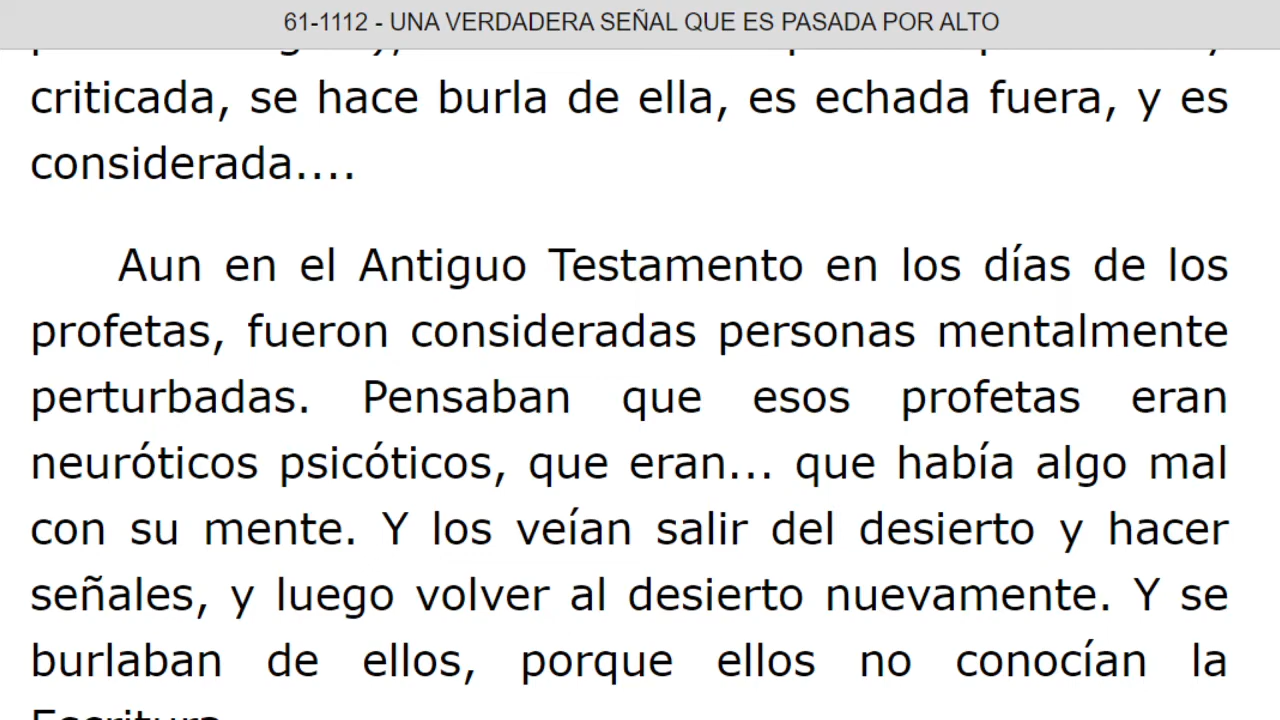 61-1112 - UNA VERDADERA SEÑAL QUE ES PASADA POR ALTO
criticada, se hace burla de ella, es echada fuera, y es
considerada....
Aun en el Antiguo Testamento en los días de los
profetas, fueron consideradas personas mentalmente
perturbadas. Pensaban que esos profetas eran
neuróticos psicóticos, que eran... que había algo mal
con su mente. Y los veían salir del desierto y hacer
señales, y luego volver al desierto nuevamente. Y se
burlaban de ellos, porque ellos no conocían la
Escritura